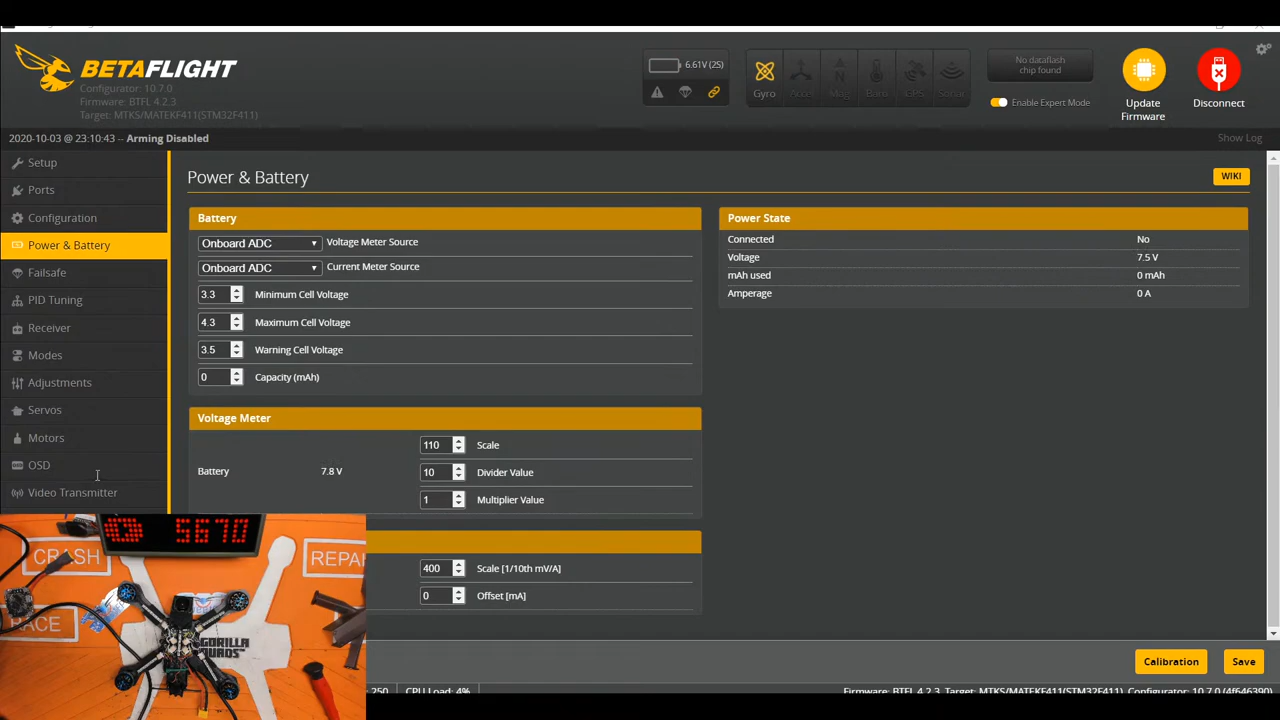 BETAFLIGHT
Configurator: 10.7.0
Firmware: BTFL 4.2.3
Target: MTKS/MATEKF411(STM32F411)
6.61V (2S)
Gyro
Accel
Mag
Baro
GPS
Sonar
No dataflash
chip found
Enable Expert Mode
Update
Firmware
Disconnect
2020-10-03 @ 23:10:43 -- Arming Disabled
Show Log
Setup
Ports
Configuration
Power & Battery
Failsafe
PID Tuning
Receiver
Modes
Adjustments
Servos
Motors
OSD
Video Transmitter
Power & Battery
WIKI
Battery
Onboard ADC Voltage Meter Source
Onboard ADC Current Meter Source
3.3 Minimum Cell Voltage
4.3 Maximum Cell Voltage
3.5 Warning Cell Voltage
0 Capacity (mAh)
Power State
Connected No
Voltage 7.5 V
mAh used 0 mAh
Amperage 0 A
Voltage Meter
Battery 7.8 V
110 Scale
10 Divider Value
1 Multiplier Value
400 Scale [1/10th mV/A]
0 Offset [mA]
5670
CRASH
REPAI
RACE
GORILLA
QUADS
Calibration
Save
: 250
CPU Load: 4%
Firmware: BTFL 4.2.3, Target: MTKS/MATEKF411(STM32F411), Configurator: 10.7.0 (4f646390)